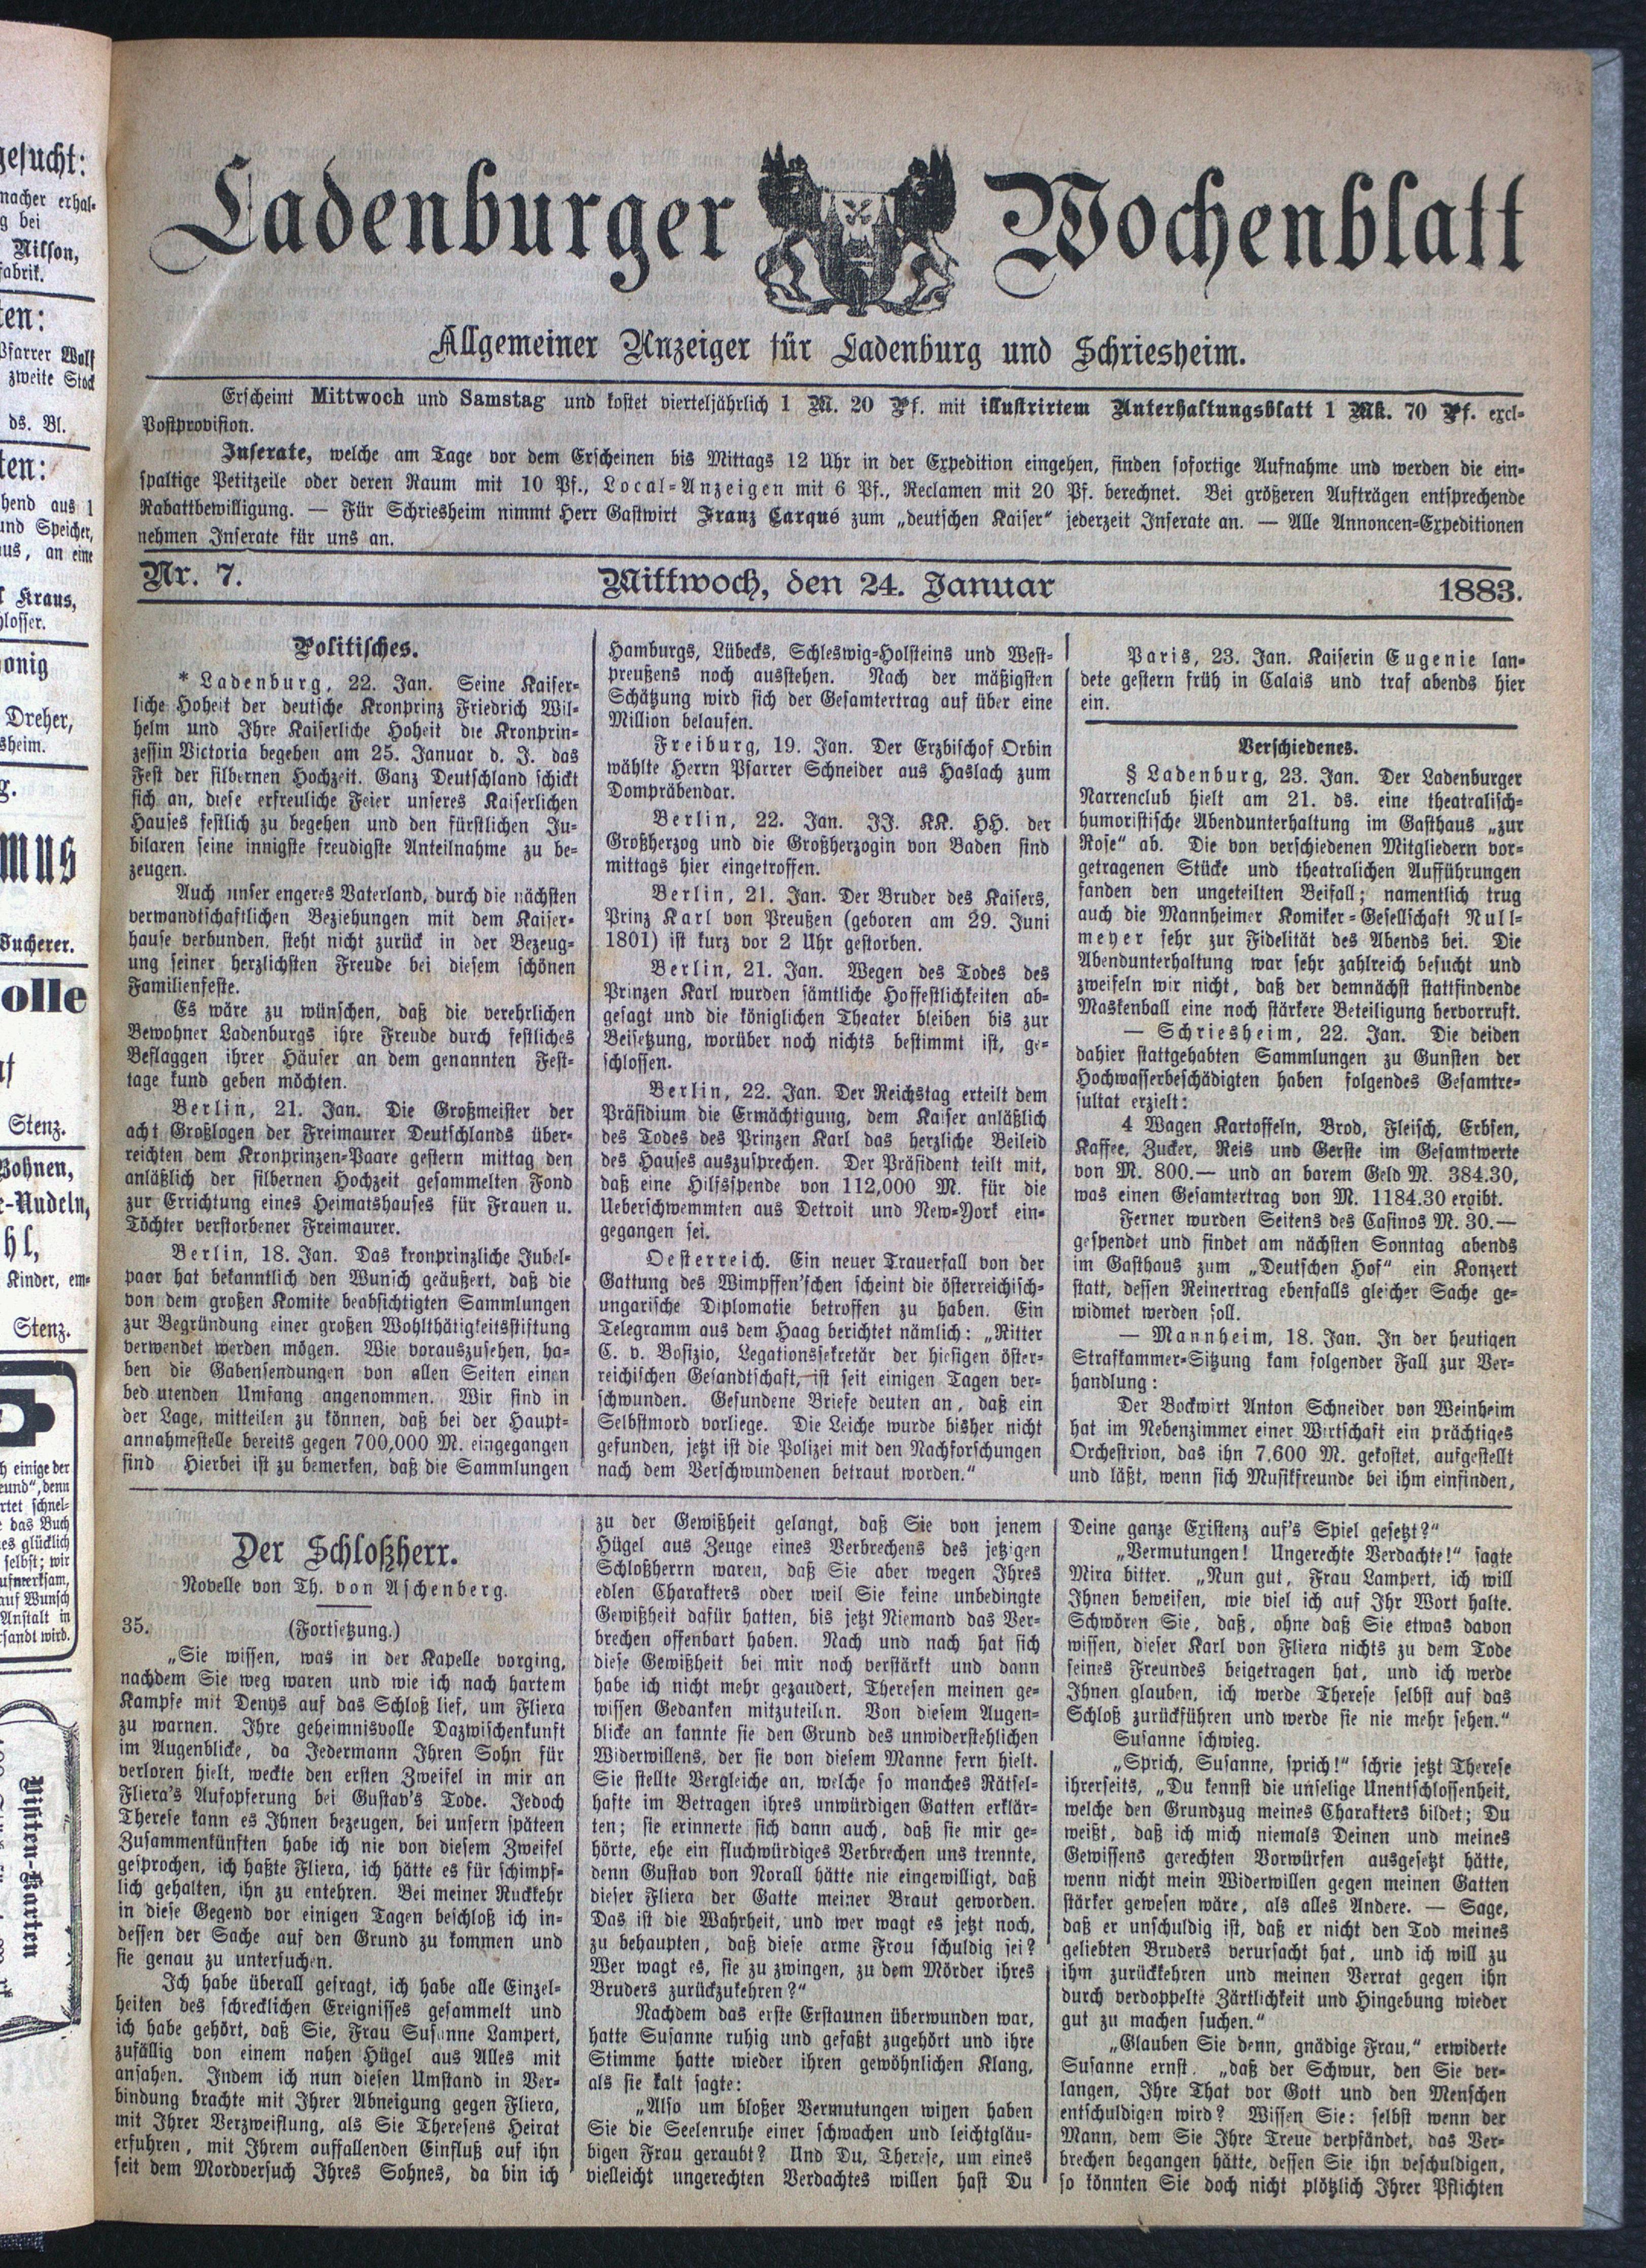 Ladenburger Wochenblatt
Allgemeiner Anzeiger für Ladenburg und Schriesheim.
Erscheint Mittwoch und Samstag und kostet vierteljährlich 1 M. 20 Pf. mit illustrirtem Unterhaltungsblatt 1 Mk. 70 Pf. excl-
Postprovision.
Inserate, welche am Tage vor dem Erscheinen bis Mittags 12 Uhr in der Expedition eingehen, finden sofortige Aufnahme und werden die ein-
spaltige Petitzeile oder deren Raum mit 10 Pf., Local-Anzeigen mit 6 Pf., Reclamen mit 20 Pf. berechnet. Bei größeren Aufträgen entsprechende
Rabattbewilligung. — Für Schriesheim nimmt Herr Gastwirt Franz Carqué zum „deutschen Kaiser“ jederzeit Inserate an. — Alle Annoncen-Expeditionen
nehmen Inserate für uns an.
Nr. 7. Mittwoch, den 24. Januar 1883.
Politisches.
* Ladenburg, 22. Jan. Seine Kaiser-
liche Hoheit der deutsche Kronprinz Friedrich Wil-
helm und Ihre Kaiserliche Hoheit die Kronprin-
zessin Victoria begehen am 25. Januar d. J. das
Fest der silbernen Hochzeit. Ganz Deutschland schickt
sich an, diese erfreuliche Feier unseres Kaiserlichen
Hauses festlich zu begehen und den fürstlichen Ju-
bilaren seine innigste freudigste Anteilnahme zu be-
zeugen.
Auch unser engeres Vaterland, durch die nächsten
verwandtschaftlichen Beziehungen mit dem Kaiser-
hause verbunden, steht nicht zurück in der Bezeug-
ung seiner herzlichsten Freude bei diesem schönen
Familienfeste.
Es wäre zu wünschen, daß die verehrlichen
Bewohner Ladenburgs ihre Freude durch festliches
Beflaggen ihrer Häuser an dem genannten Fest-
tage kund geben möchten.
Berlin, 21. Jan. Die Großmeister der
acht Großlogen der Freimaurer Deutschlands über-
reichten dem Kronprinzen-Paare gestern mittag den
anläßlich der silbernen Hochzeit gesammelten Fond
zur Errichtung eines Heimatshauses für Frauen u.
Töchter verstorbener Freimaurer.
Berlin, 18. Jan. Das kronprinzliche Jubel-
paar hat bekanntlich den Wunsch geäußert, daß die
von dem großen Komite beabsichtigten Sammlungen
zur Begründung einer großen Wohlthätigkeitsstiftung
verwendet werden mögen. Wie vorauszusehen, ha-
ben die Gabensendungen von allen Seiten einen
bed utenden Umfang angenommen. Wir sind in
der Lage, mitteilen zu können, daß bei der Haupt-
annahmestelle bereits gegen 700,000 M. eingegangen
sind Hierbei ist zu bemerken, daß die Sammlungen
Hamburgs, Lübecks, Schleswig-Holsteins und West-
preußens noch ausstehen. Nach der mäßigsten
Schätzung wird sich der Gesamtertrag auf über eine
Million belaufen.
Freiburg, 19. Jan. Der Erzbischof Orbin
wählte Herrn Pfarrer Schneider aus Haslach zum
Dompräbendar.
Berlin, 22. Jan. JJ. KK. HH. der
Großherzog und die Großherzogin von Baden sind
mittags hier eingetroffen.
Berlin, 21. Jan. Der Bruder des Kaisers,
Prinz Karl von Preußen (geboren am 29. Juni
1801) ist kurz vor 2 Uhr gestorben.
Berlin, 21. Jan. Wegen des Todes des
Prinzen Karl wurden sämtliche Hoffestlichkeiten ab-
gesagt und die königlichen Theater bleiben bis zur
Beisetzung, worüber noch nichts bestimmt ist, ge-
schlossen.
Berlin, 22. Jan. Der Reichstag erteilt dem
Präsidium die Ermächtigung, dem Kaiser anläßlich
des Todes des Prinzen Karl das herzliche Beileid
des Hauses auszusprechen. Der Präsident teilt mit,
daß eine Hilfsspende von 112,000 M. für die
Ueberschwemmten aus Detroit und New-York ein-
gegangen sei.
Oesterreich. Ein neuer Trauerfall von der
Gattung des Wimpffen'schen scheint die österreichisch-
ungarische Diplomatie betroffen zu haben. Ein
Telegramm aus dem Haag berichtet nämlich: „Ritter
C. v. Bosizio, Legationssekretär der hiesigen öster-
reichischen Gesandtschaft, ist seit einigen Tagen ver-
schwunden. Gefundene Briefe deuten an, daß ein
Selbstmord vorliege. Die Leiche wurde bisher nicht
gefunden, jetzt ist die Polizei mit den Nachforschungen
nach dem Verschwundenen betraut worden.“
Paris, 23. Jan. Kaiserin Eugenie lan-
dete gestern früh in Calais und traf abends hier
ein.
Verschiedenes.
§ Ladenburg, 23. Jan. Der Ladenburger
Narrenclub hielt am 21. ds. eine theatralisch-
humoristische Abendunterhaltung im Gasthaus „zur
Rose“ ab. Die von verschiedenen Mitgliedern vor-
getragenen Stücke und theatralichen Aufführungen
fanden den ungeteilten Beifall; namentlich trug
auch die Mannheimer Komiker-Gesellschaft Null-
meyer sehr zur Fidelität des Abends bei. Die
Abendunterhaltung war sehr zahlreich besucht und
zweifeln wir nicht, daß der demnächst stattfindende
Maskenball eine noch stärkere Beteiligung hervorruft.
— Schriesheim, 22. Jan. Die beiden
dahier stattgehabten Sammlungen zu Gunsten der
Hochwasserbeschädigten haben folgendes Gesamtre-
sultat erzielt:
4 Wagen Kartoffeln, Brod, Fleisch, Erbsen,
Kaffee, Zucker, Reis und Gerste im Gesamtwerte
von M. 800.— und an barem Geld M. 384.30,
was einen Gesamtertrag von M. 1184.30 ergibt.
Ferner wurden Seitens des Casinos M. 30.—
gespendet und findet am nächsten Sonntag abends
im Gasthaus zum „Deutschen Hof“ ein Konzert
statt, dessen Reinertrag ebenfalls gleicher Sache ge-
widmet werden soll.
— Mannheim, 18. Jan. In der heutigen
Strafkammer-Sitzung kam folgender Fall zur Ver-
handlung:
Der Bockwirt Anton Schneider von Weinheim
hat im Nebenzimmer einer Wirtschaft ein prächtiges
Orchestrion, das ihn 7.600 M. gekostet, aufgestellt
und läßt, wenn sich Musikfreunde bei ihm einfinden,
Der Schloßherr.
Novelle von Th. von Aschenberg.
35. (Fortsetzung.)
„Sie wissen, was in der Kapelle vorging,
nachdem Sie weg waren und wie ich nach hartem
Kampfe mit Denys auf das Schloß lief, um Fliera
zu warnen. Ihre geheimnisvolle Dazwischenkunft
im Augenblicke, da Jedermann Ihren Sohn für
verloren hielt, weckte den ersten Zweifel in mir an
Fliera's Aufopferung bei Gustav's Tode. Jedoch
Therese kann es Ihnen bezeugen, bei unsern späteen
Zusammenkünften habe ich nie von diesem Zweifel
gesprochen, ich haßte Fliera, ich hätte es für schimpf-
lich gehalten, ihn zu entehren. Bei meiner Ruckkehr
in diese Gegend vor einigen Tagen beschloß ich in-
dessen der Sache auf den Grund zu kommen und
sie genau zu untersuchen.
Ich habe überall gefragt, ich habe alle Einzel-
heiten des schrecklichen Ereignisses gesammelt und
ich habe gehört, daß Sie, Frau Susanne Lampert,
zufällig von einem nahen Hügel aus Alles mit
ansahen. Indem ich nun diesen Umstand in Ver-
bindung brachte mit Ihrer Abneigung gegen Fliera,
mit Ihrer Verzweiflung, als Sie Theresens Heirat
erfuhren, mit Ihrem auffallenden Einfluß auf ihn
seit dem Mordversuch Ihres Sohnes, da bin ich
zu der Gewißheit gelangt, daß Sie von jenem
Hügel aus Zeuge eines Verbrechens des jetzigen
Schloßherrn waren, daß Sie aber wegen Ihres
edlen Charakters oder weil Sie keine unbedingte
Gewißheit dafür hatten, bis jetzt Niemand das Ver-
brechen offenbart haben. Nach und nach hat sich
diese Gewißheit bei mir noch verstärkt und dann
habe ich nicht mehr gezaudert, Theresen meinen ge-
wissen Gedanken mitzuteilen. Von diesem Augen-
blicke an kannte sie den Grund des unwiderstehlichen
Widerwillens, der sie von diesem Manne fern hielt.
Sie stellte Vergleiche an, welche so manches Rätsel-
hafte im Betragen ihres unwürdigen Gatten erklär-
ten; sie erinnerte sich dann auch, daß sie mir ge-
hörte, ehe ein fluchwürdiges Verbrechen uns trennte,
denn Gustav von Norall hätte nie eingewilligt, daß
dieser Fliera der Gatte meiner Braut geworden.
Das ist die Wahrheit, und wer wagt es jetzt noch,
zu behaupten, daß diese arme Frau schuldig sei?
Wer wagt es, sie zu zwingen, zu dem Mörder ihres
Bruders zurückzukehren?“
Nachdem das erste Erstaunen überwunden war,
hatte Susanne ruhig und gefaßt zugehört und ihre
Stimme hatte wieder ihren gewöhnlichen Klang,
als sie kalt sagte:
„Also um bloßer Vermutungen willen haben
Sie die Seelenruhe einer schwachen und leichtgläu-
bigen Frau geraubt? Und Du, Therese, um eines
vielleicht ungerechten Verdachtes willen hast Du
Deine ganze Existenz auf's Spiel gesetzt?“
„Vermutungen! Ungerechte Verdachte!“ sagte
Mira bitter. „Nun gut, Frau Lampert, ich will
Ihnen beweisen, wie viel ich auf Ihr Wort halte.
Schwören Sie, daß, ohne daß Sie etwas davon
wissen, dieser Karl von Fliera nichts zu dem Tode
seines Freundes beigetragen hat, und ich werde
Ihnen glauben, ich werde Therese selbst auf das
Schloß zurückführen und werde sie nie mehr sehen.“
Susanne schwieg.
„Sprich, Susanne, sprich!“ schrie jetzt Therese
ihrerseits, „Du kennst die unselige Unentschlossenheit,
welche den Grundzug meines Charakters bildet; Du
weißt, daß ich mich niemals Deinen und meines
Gewissens gerechten Vorwürfen ausgesetzt hätte,
wenn nicht mein Widerwillen gegen meinen Gatten
stärker gewesen wäre, als alles Andere. — Sage,
daß er unschuldig ist, daß er nicht den Tod meines
geliebten Bruders verursacht hat, und ich will zu
ihm zurückkehren und meinen Verrat gegen ihn
durch verdoppelte Zärtlichkeit und Hingebung wieder
gut zu machen suchen.“
„Glauben Sie denn, gnädige Frau,“ erwiderte
Susanne ernst. „daß der Schwur, den Sie ver-
langen, Ihre That vor Gott und den Menschen
entschuldigen wird? Wissen Sie: selbst wenn der
Mann, dem Sie Ihre Treue verpfändet, das Ver-
brechen begangen hätte, dessen Sie ihn beschuldigen,
so könnten Sie doch nicht plötzlich Ihrer Pflichten